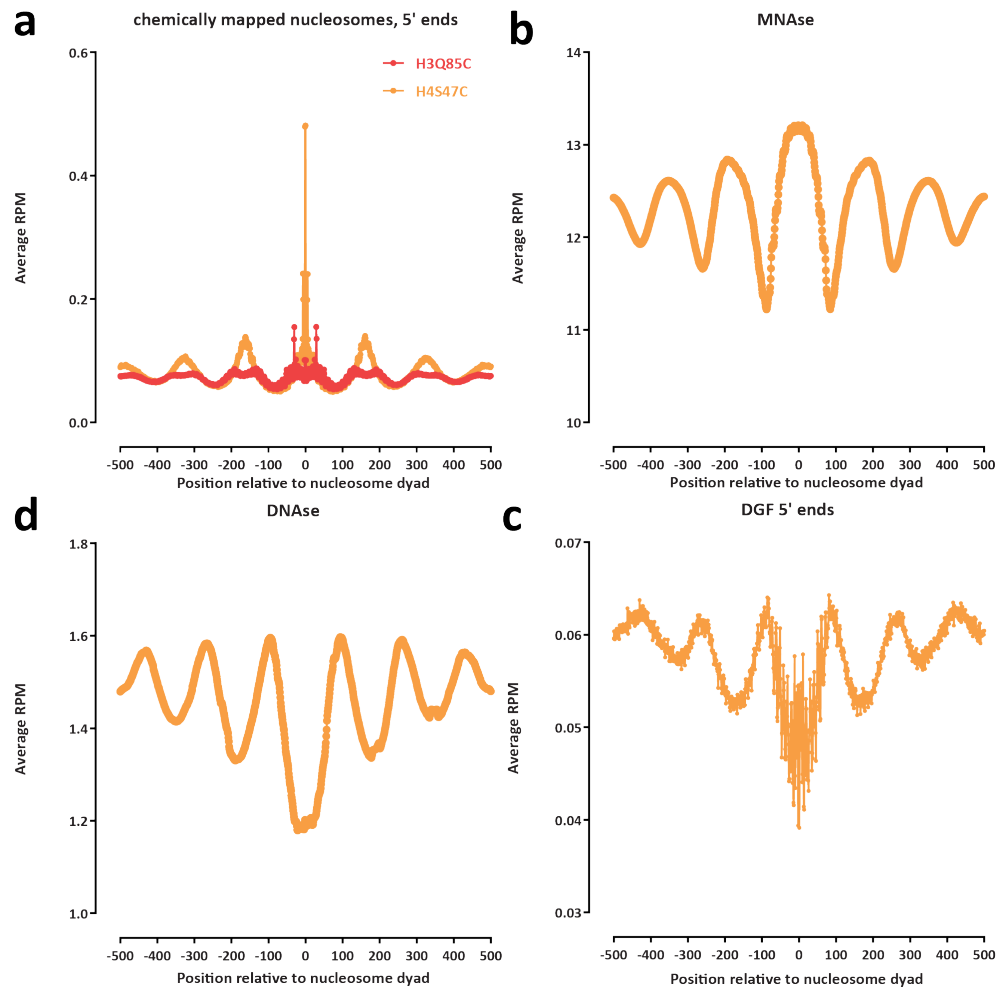 a
chemically mapped nucleosomes, 5' ends
H3Q85C
H4S47C
Average RPM
0.6
0.4
0.2
0.0
-500 -400 -300 -200 -100 0 100 200 300 400 500
Position relative to nucleosome dyad
b
MNAse
Average RPM
14
13
12
11
10
-500 -400 -300 -200 -100 0 100 200 300 400 500
Position relative to nucleosome dyad
d
DNAse
Average RPM
1.8
1.6
1.4
1.2
1.0
-500 -400 -300 -200 -100 0 100 200 300 400 500
Position relative to nucleosome dyad
c
DGF 5' ends
Average RPM
0.07
0.06
0.05
0.04
0.03
-500 -400 -300 -200 -100 0 100 200 300 400 500
Position relative to nucleosome dyad